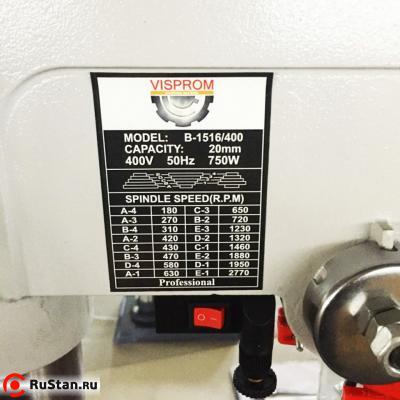 VISPROM
MODEL: B-1516/400
CAPACITY: 20mm
400V 50Hz 750W
SPINDLE SPEED(R.P.M)
A-4 180 C-3 650
A-3 270 B-2 720
B-4 310 E-3 1230
A-2 420 D-2 1320
C-4 430 C-1 1460
B-3 470 E-2 1880
D-4 580 D-1 1950
A-1 630 E-1 2770
Professional
RuStan.ru